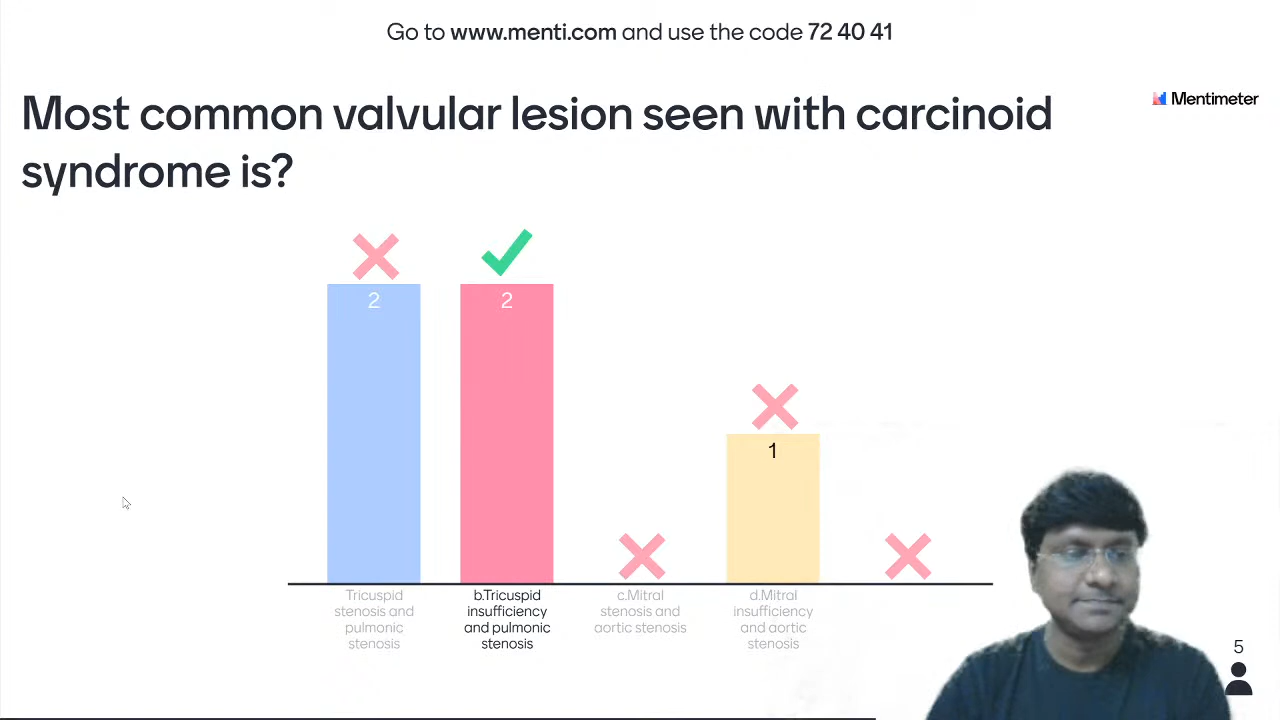 Go to www.menti.com and use the code 72 40 41
Mentimeter
Most common valvular lesion seen with carcinoid
syndrome is?
2
2
1
Tricuspid
stenosis and
pulmonic
stenosis
b.Tricuspid
insufficiency
and pulmonic
stenosis
c.Mitral
stenosis and
aortic stenosis
d.Mitral
insufficiency
and aortic
stenosis
5